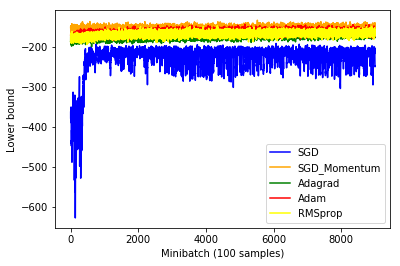 −200
−300
−400
−500
−600
Lower bound
SGD
SGD_Momentum
Adagrad
Adam
RMSprop
0 2000 4000 6000 8000
Minibatch (100 samples)